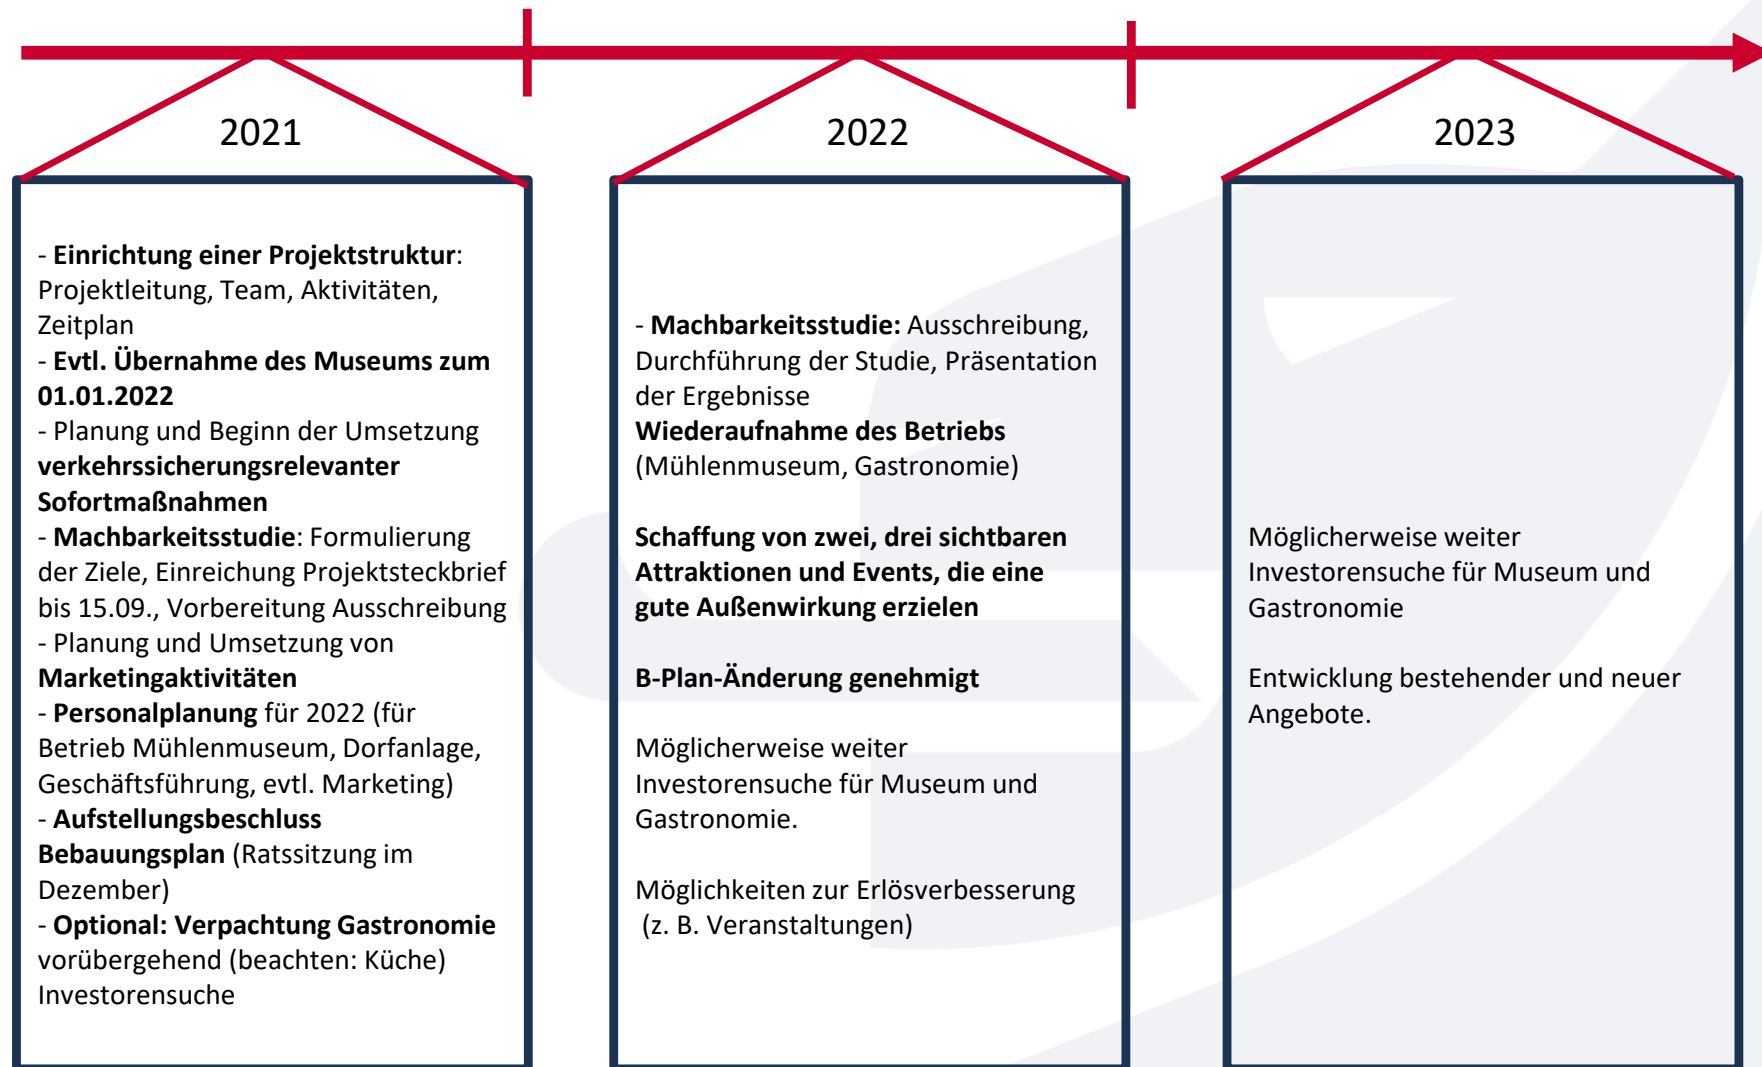 2021
- Einrichtung einer Projektstruktur:
Projektleitung, Team, Aktivitäten,
Zeitplan
- Evtl. Übernahme des Museums zum
01.01.2022
- Planung und Beginn der Umsetzung
verkehrssicherungsrelevanter
Sofortmaßnahmen
- Machbarkeitsstudie: Formulierung
der Ziele, Einreichung Projektsteckbrief
bis 15.09., Vorbereitung Ausschreibung
- Planung und Umsetzung von
Marketingaktivitäten
- Personalplanung für 2022 (für
Betrieb Mühlenmuseum, Dorfanlage,
Geschäftsführung, evtl. Marketing)
- Aufstellungsbeschluss
Bebauungsplan (Ratssitzung im
Dezember)
- Optional: Verpachtung Gastronomie
vorübergehend (beachten: Küche)
Investorensuche
2022
- Machbarkeitsstudie: Ausschreibung,
Durchführung der Studie, Präsentation
der Ergebnisse
Wiederaufnahme des Betriebs
(Mühlenmuseum, Gastronomie)
Schaffung von zwei, drei sichtbaren
Attraktionen und Events, die eine
gute Außenwirkung erzielen
B-Plan-Änderung genehmigt
Möglicherweise weiter
Investorensuche für Museum und
Gastronomie.
Möglichkeiten zur Erlösverbesserung
(z. B. Veranstaltungen)
2023
Möglicherweise weiter
Investorensuche für Museum und
Gastronomie
Entwicklung bestehender und neuer
Angebote.